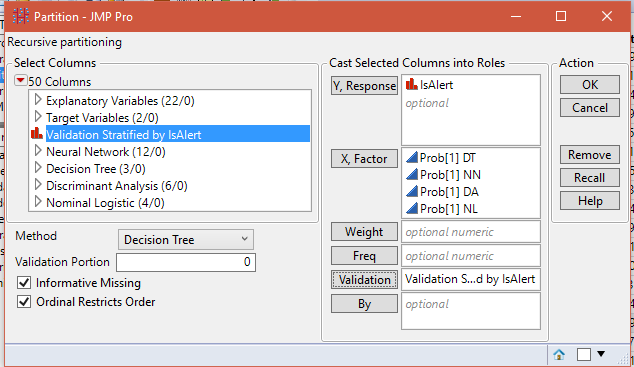 Partition - JMP Pro
Recursive partitioning
Select Columns
50 Columns
Explanatory Variables (22/0)
Target Variables (2/0)
Validation Stratified by IsAlert
Neural Network (12/0)
Decision Tree (3/0)
Discriminant Analysis (6/0)
Nominal Logistic (4/0)
Method
Decision Tree
Validation Portion
0
Informative Missing
Ordinal Restricts Order
Cast Selected Columns into Roles
Y, Response
IsAlert
optional
X, Factor
Prob[1] DT
Prob[1] NN
Prob[1] DA
Prob[1] NL
Weight
optional numeric
Freq
optional numeric
Validation
Validation S...d by IsAlert
By
optional
Action
OK
Cancel
Remove
Recall
Help